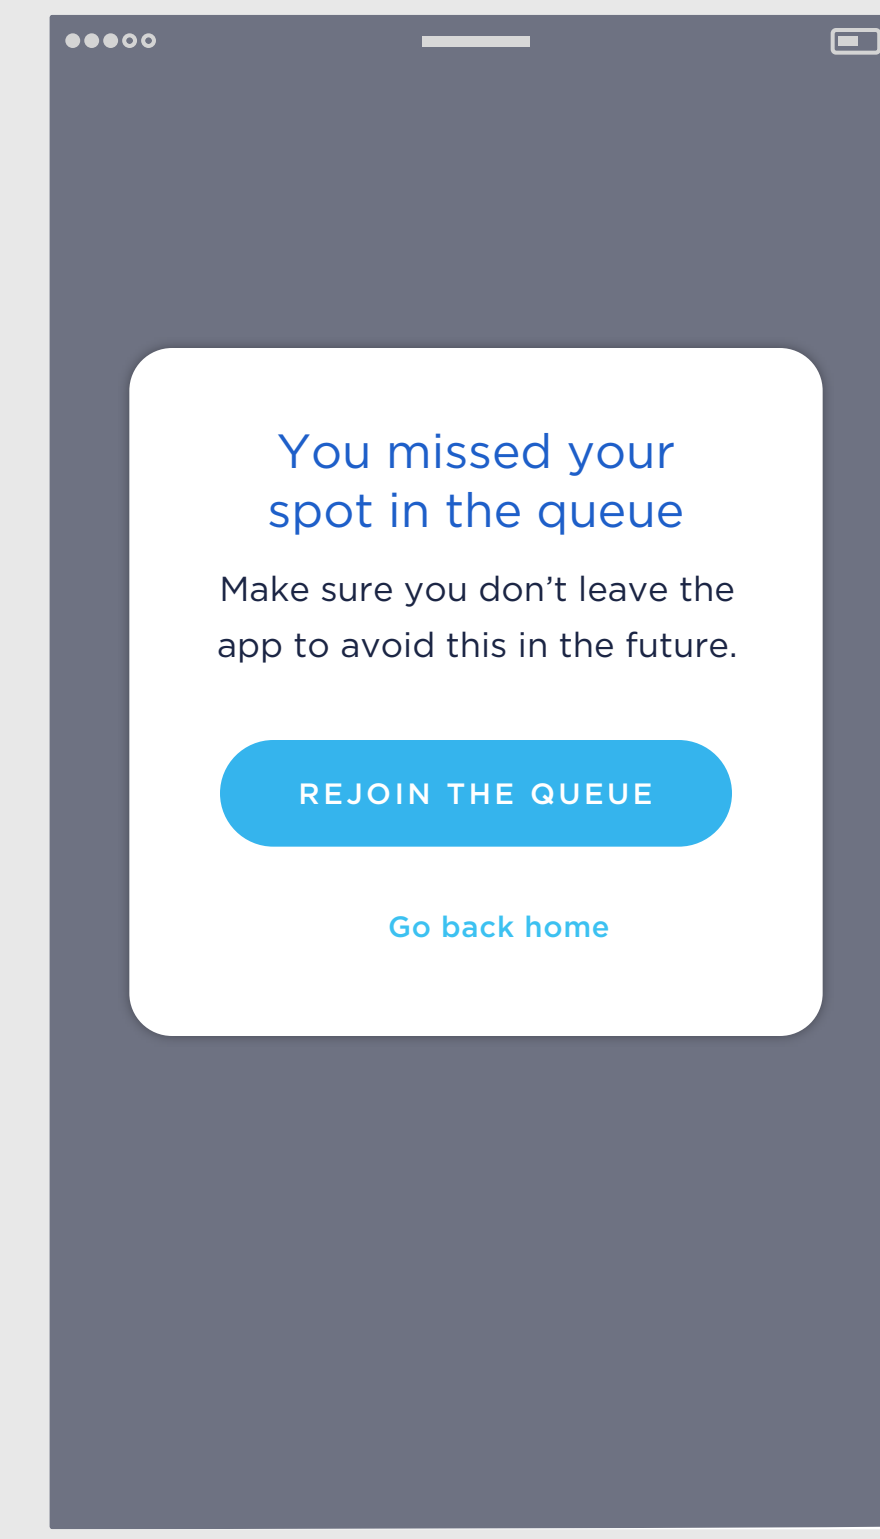 You missed your
spot in the queue
Make sure you don’t leave the
app to avoid this in the future.
REJOIN THE QUEUE
Go back home